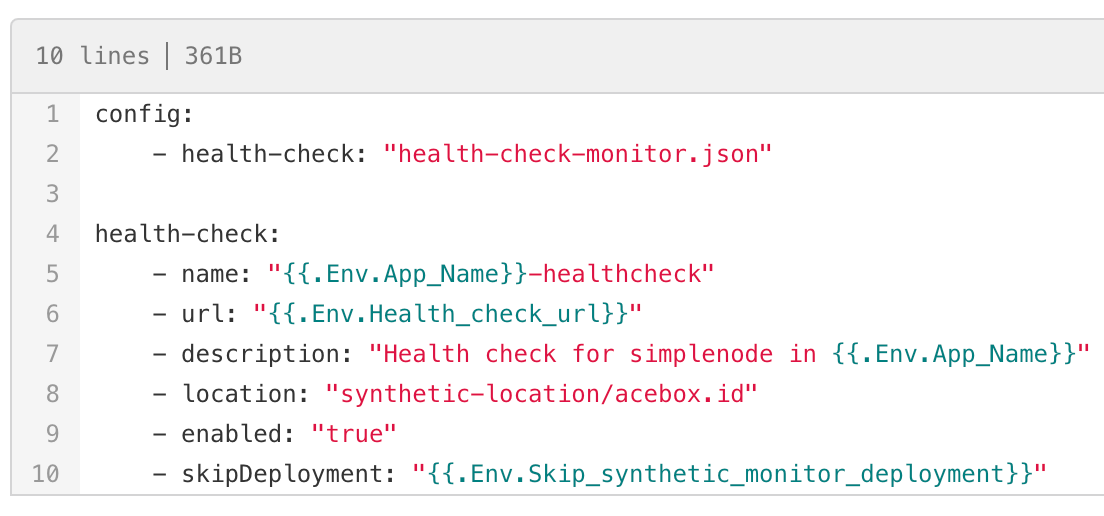 10 lines | 361B
1 config:
2     - health-check: "health-check-monitor.json"
3
4 health-check:
5     - name: "{{.Env.App_Name}}-healthcheck"
6     - url: "{{.Env.Health_check_url}}"
7     - description: "Health check for simplenode in {{.Env.App_Name}}"
8     - location: "synthetic-location/acebox.id"
9     - enabled: "true"
10     - skipDeployment: "{{.Env.Skip_synthetic_monitor_deployment}}"